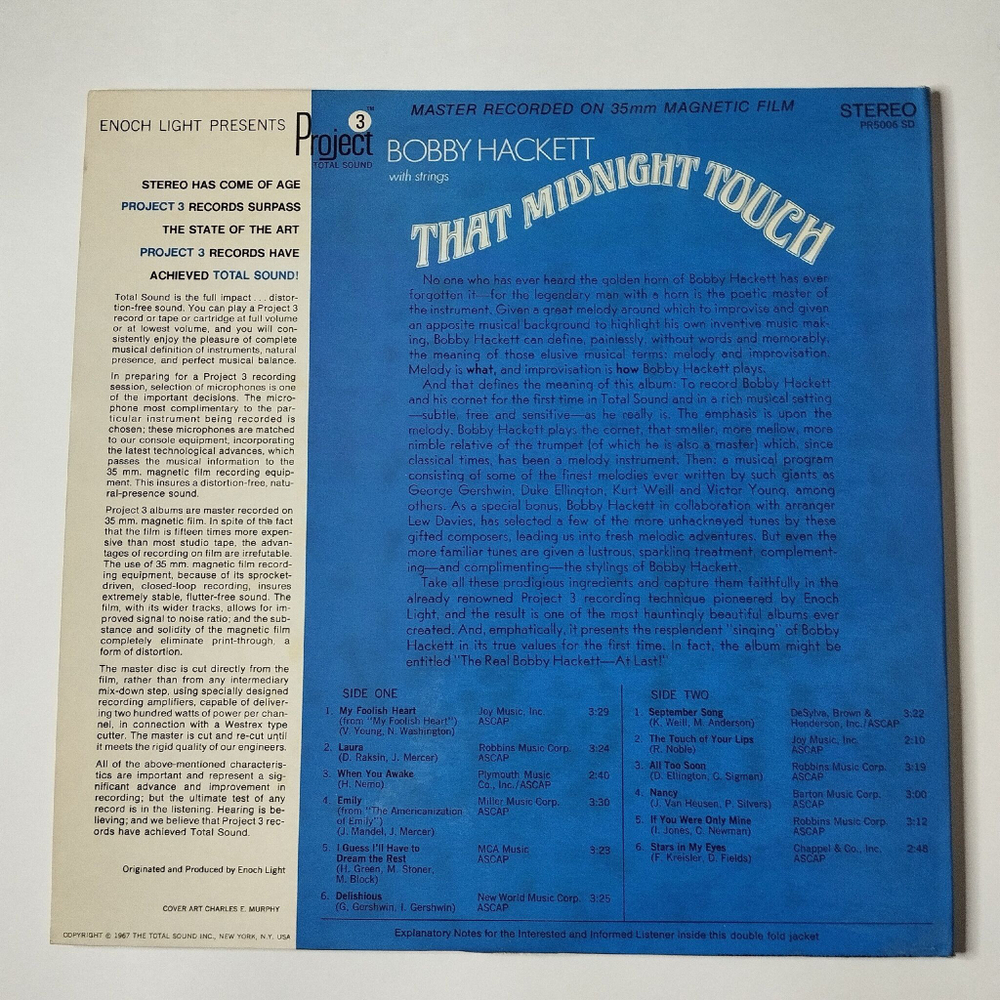 ENOCH LIGHT PRESENTS
Project 3™
TOTAL SOUND
STEREO HAS COME OF AGE
PROJECT 3 RECORDS SURPASS
THE STATE OF THE ART
PROJECT 3 RECORDS HAVE
ACHIEVED TOTAL SOUND!
Total Sound is the full impact . . . distor-
tion-free sound. You can play a Project 3
record or tape or cartridge at full volume
or at lowest volume, and you will con-
sistently enjoy the pleasure of complete
musical definition of instruments, natural
presence, and perfect musical balance.
In preparing for a Project 3 recording
session, selection of microphones is one
of the important decisions. The micro-
phone most complimentary to the par-
ticular instrument being recorded is
chosen; these microphones are matched
to our console equipment, incorporating
the latest technological advances, which
passes the musical information to the
35 mm. magnetic film recording equip-
ment. This insures a distortion-free, natu-
ral-presence sound.
Project 3 albums are master recorded on
35 mm. magnetic film. In spite of the fact
that the film is fifteen times more expen-
sive than most studio tape, the advan-
tages of recording on film are irrefutable.
The use of 35 mm. magnetic film record-
ing equipment, because of its sprocket-
driven, closed-loop recording, insures
extremely stable, flutter-free sound. The
film, with its wider tracks, allows for im-
proved signal to noise ratio; and the sub-
stance and solidity of the magnetic film
completely eliminate print-through, a
form of distortion.
The master disc is cut directly from the
film, rather than from any intermediary
mix-down step, using specially designed
recording amplifiers, capable of deliver-
ing two hundred watts of power per chan-
nel, in connection with a Westrex type
cutter. The master is cut and re-cut until
it meets the rigid quality of our engineers.
All of the above-mentioned characteris-
tics are important and represent a sig-
nificant advance and improvement in
recording; but the ultimate test of any
record is in the listening. Hearing is be-
lieving; and we believe that Project 3 rec-
ords have achieved Total Sound.
Originated and Produced by Enoch Light
COVER ART CHARLES E. MURPHY
COPYRIGHT © 1967 THE TOTAL SOUND INC., NEW YORK, N.Y. USA
MASTER RECORDED ON 35mm MAGNETIC FILM
STEREO
PR5006 SD
BOBBY HACKETT
with strings
THAT MIDNIGHT TOUCH
No one who has ever heard the golden horn of Bobby Hackett has ever
forgotten it—for the legendary man with a horn is the poetic master of
the instrument. Given a great melody around which to improvise and given
an apposite musical background to highlight his own inventive music mak-
ing, Bobby Hackett can define, painlessly, without words and memorably,
the meaning of those elusive musical terms: melody and improvisation.
Melody is what, and improvisation is how Bobby Hackett plays.
And that defines the meaning of this album: To record Bobby Hackett
and his cornet for the first time in Total Sound and in a rich musical setting
—subtle, free and sensitive—as he really is. The emphasis is upon the
melody. Bobby Hackett plays the cornet, that smaller, more mellow, more
nimble relative of the trumpet (of which he is also a master) which, since
classical times, has been a melody instrument. Then: a musical program
consisting of some of the finest melodies ever written by such giants as
George Gershwin, Duke Ellington, Kurt Weill and Victor Young, among
others. As a special bonus, Bobby Hackett in collaboration with arranger
Lew Davies, has selected a few of the more unhackneyed tunes by these
gifted composers, leading us into fresh melodic adventures. But even the
more familiar tunes are given a lustrous, sparkling treatment, complement-
ing—and complimenting—the stylings of Bobby Hackett.
Take all these prodigious ingredients and capture them faithfully in the
already renowned Project 3 recording technique pioneered by Enoch
Light, and the result is one of the most hauntingly beautiful albums ever
created. And, emphatically, it presents the resplendent "singing" of Bobby
Hackett in its true values for the first time. In fact, the album might be
entitled "The Real Bobby Hackett—At Last!"
SIDE ONE
1. My Foolish Heart Joy Music, Inc. 3:29
(from "My Foolish Heart") ASCAP
(V. Young, N. Washington)
2. Laura Robbins Music Corp. 3:24
(D. Raksin, J. Mercer) ASCAP
3. When You Awake Plymouth Music 2:40
(H. Nemo) Co., Inc./ASCAP
4. Emily Miller Music Corp. 3:30
(from "The Americanization ASCAP
of Emily")
(J. Mandel, J. Mercer)
5. I Guess I'll Have to MCA Music 3:23
Dream the Rest ASCAP
(H. Green, M. Stoner,
M. Block)
6. Delishious New World Music Corp. 3:25
(G. Gershwin, I. Gershwin) ASCAP
SIDE TWO
1. September Song DeSylva, Brown & 3:22
(K. Weill, M. Anderson) Henderson, Inc./ASCAP
2. The Touch of Your Lips Joy Music, Inc. 2:10
(R. Noble) ASCAP
3. All Too Soon Robbins Music Corp. 3:19
(D. Ellington, C. Sigman) ASCAP
4. Nancy Barton Music Corp. 3:00
(J. Van Heusen, P. Silvers) ASCAP
5. If You Were Only Mine Robbins Music Corp. 3:12
(I. Jones, C. Newman) ASCAP
6. Stars in My Eyes Chappel & Co., Inc. 2:48
(F. Kreisler, D. Fields) ASCAP
Explanatory Notes for the Interested and Informed Listener inside this double fold jacket